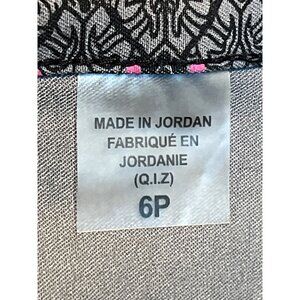 MADE IN JORDAN
FABRIQUÉ EN
JORDANIE
(Q.I.Z)
6P